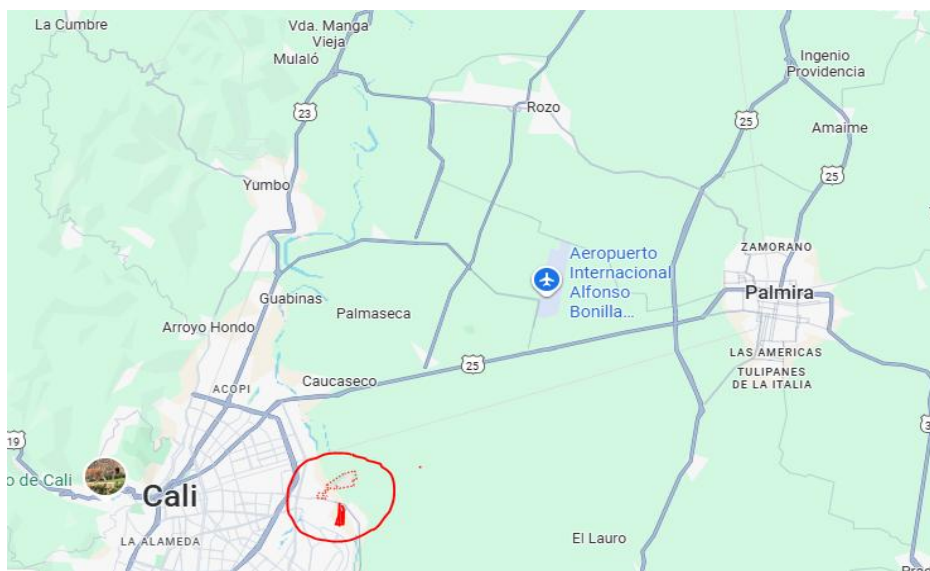 La Cumbre
Vda. Manga
Vieja
Mulaló
Ingenio
Providencia
23
Rozo
25
Amaime
25
Yumbo
ZAMORANO
Aeropuerto
Internacional
Alfonso
Bonilla...
Palmira
Guabinas
Palmaseca
Arroyo Hondo
LAS AMERICAS
25
TULIPANES
DE LA ITALIA
Caucaseco
ACOPI
19
o de Cali
Cali
LA ALAMEDA
El Lauro